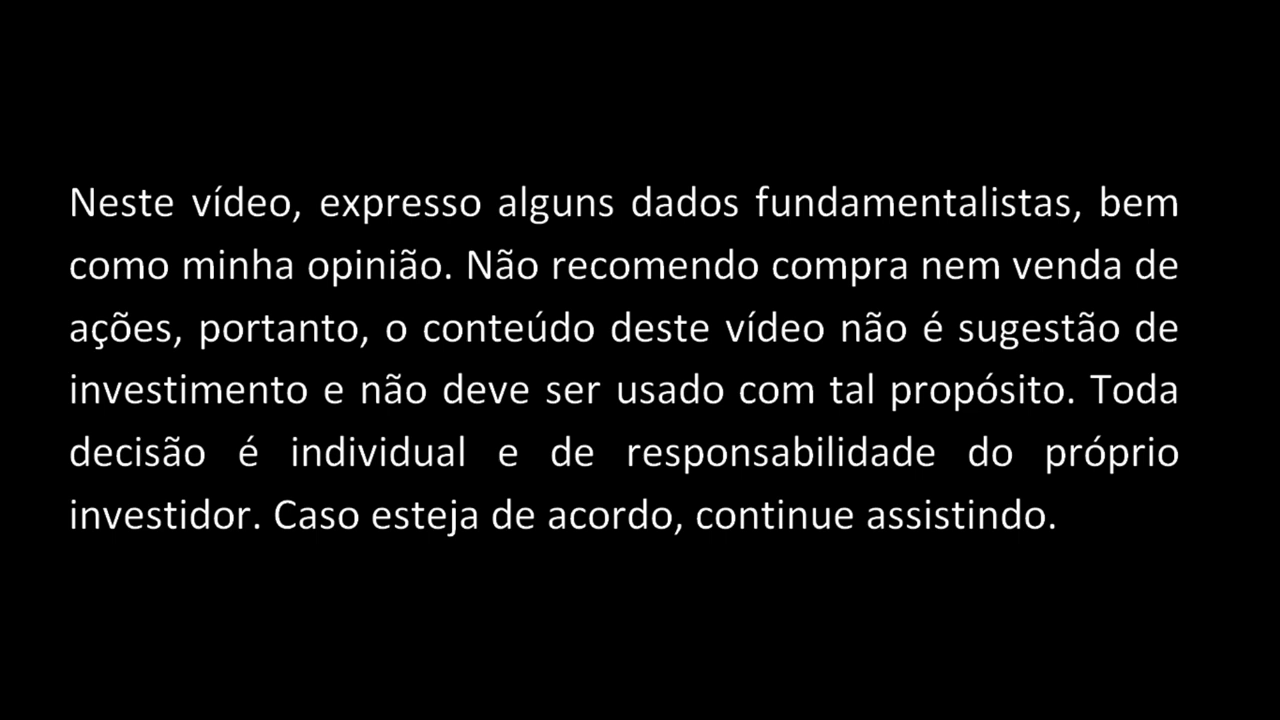 Neste vídeo, expresso alguns dados fundamentalistas, bem
como minha opinião. Não recomendo compra nem venda de
ações, portanto, o conteúdo deste vídeo não é sugestão de
investimento e não deve ser usado com tal propósito. Toda
decisão é individual e de responsabilidade do próprio
investidor. Caso esteja de acordo, continue assistindo.